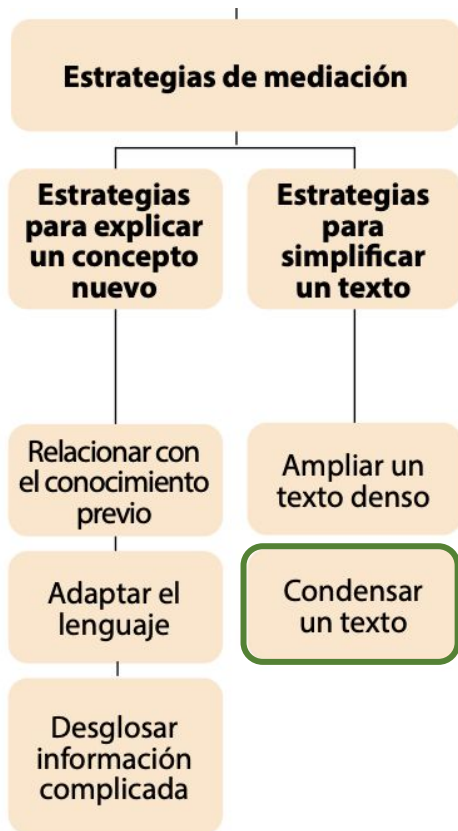 Estrategias de mediación
Estrategias
para explicar
un concepto
nuevo
Estrategias
para
simplificar
un texto
Relacionar con
el conocimiento
previo
Adaptar el
lenguaje
Desglosar
información
complicada
Ampliar un
texto denso
Condensar
un texto